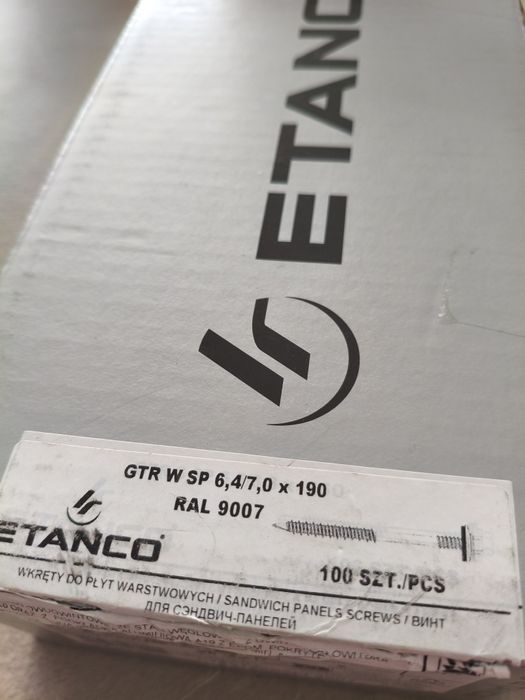 ETANC
GTR W SP 6,4/7,0 x 190
RAL 9007
ETANCO®
100 SZT./PCS
WKRĘTY DO PŁYT WARSTWOWYCH / SANDWICH PANELS SCREWS / ВИНТ
ДЛЯ СЭНДВИЧ-ПАНЕЛЕЙ